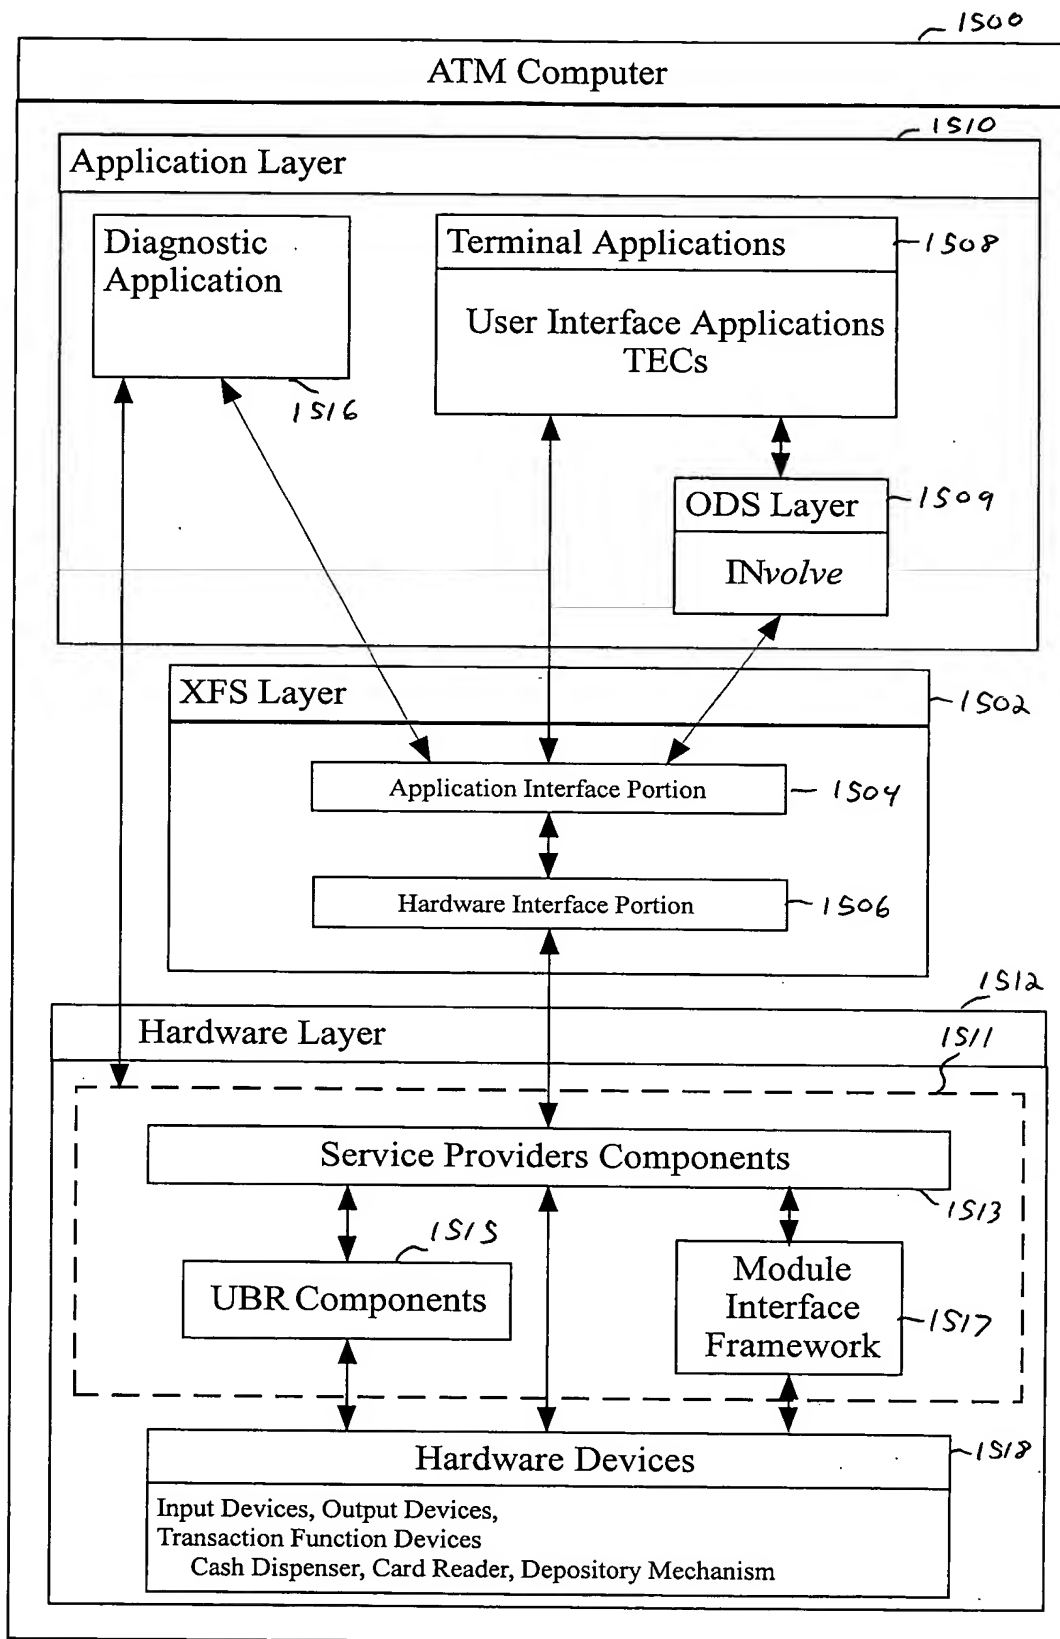 1500
ATM Computer
1510
Application Layer
Diagnostic
Application
1516
Terminal Applications
1508
User Interface Applications
TECs
ODS Layer
1509
INvolve
XFS Layer
1502
Application Interface Portion
1504
Hardware Interface Portion
1506
1512
Hardware Layer
1511
Service Providers Components
1513
1515
UBR Components
Module
Interface
Framework
1517
Hardware Devices
1518
Input Devices, Output Devices,
Transaction Function Devices
Cash Dispenser, Card Reader, Depository Mechanism